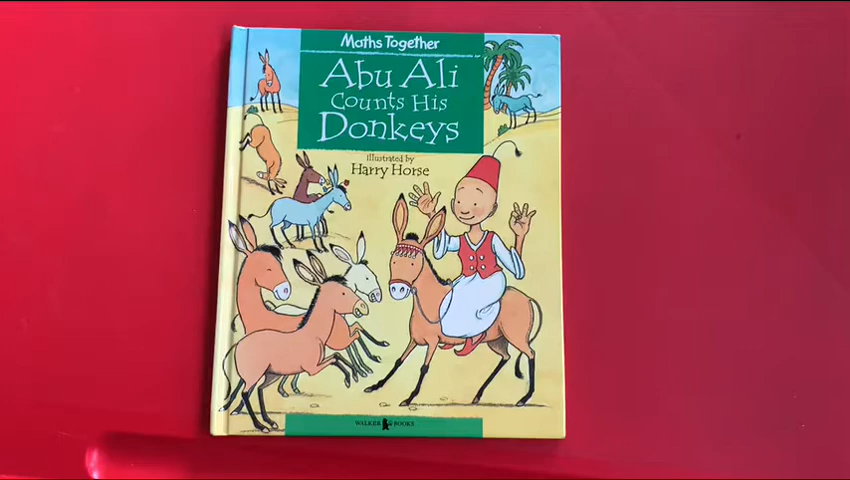 Maths Together
Abu Ali
Counts His
Donkeys
illustrated by
Harry Horse
WALKER BOOKS